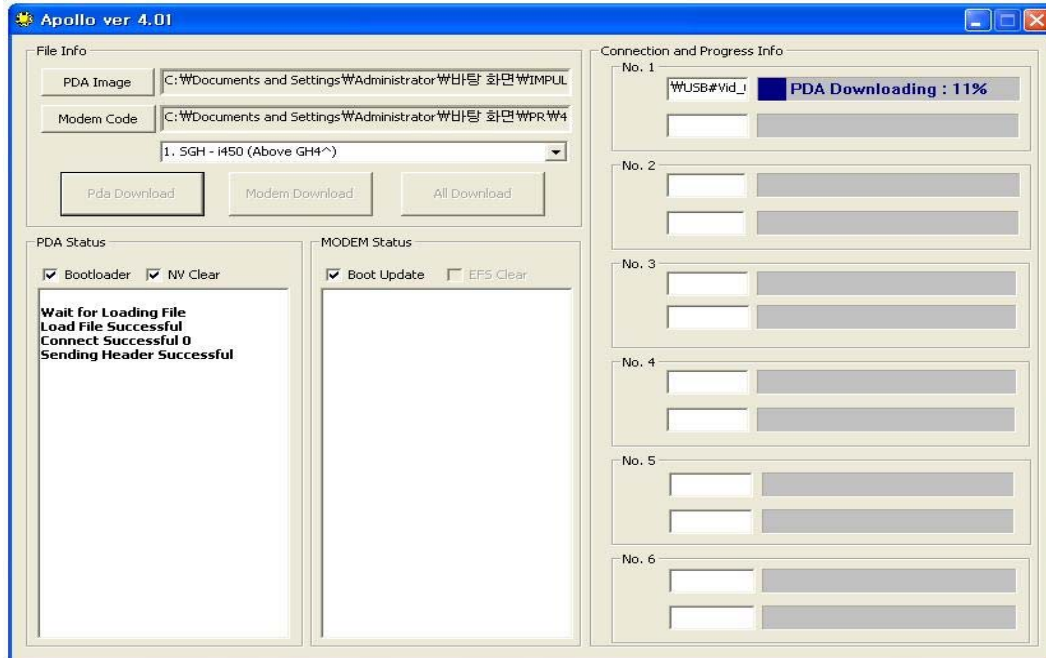 Apollo ver 4.01
File Info
PDA Image
C:₩Documents and Settings₩Administrator₩바탕 화면₩IMPUL
Modem Code
C:₩Documents and Settings₩Administrator₩바탕 화면₩PR₩4
1. SGH - i450 (Above GH4^)
Pda Download
Modem Download
All Download
PDA Status
Bootloader
NV Clear
Wait for Loading File
Load File Successful
Connect Successful 0
Sending Header Successful
MODEM Status
Boot Update
EFS Clear
Connection and Progress Info
No. 1
₩USB#Vid_
PDA Downloading : 11%
No. 2
No. 3
No. 4
No. 5
No. 6